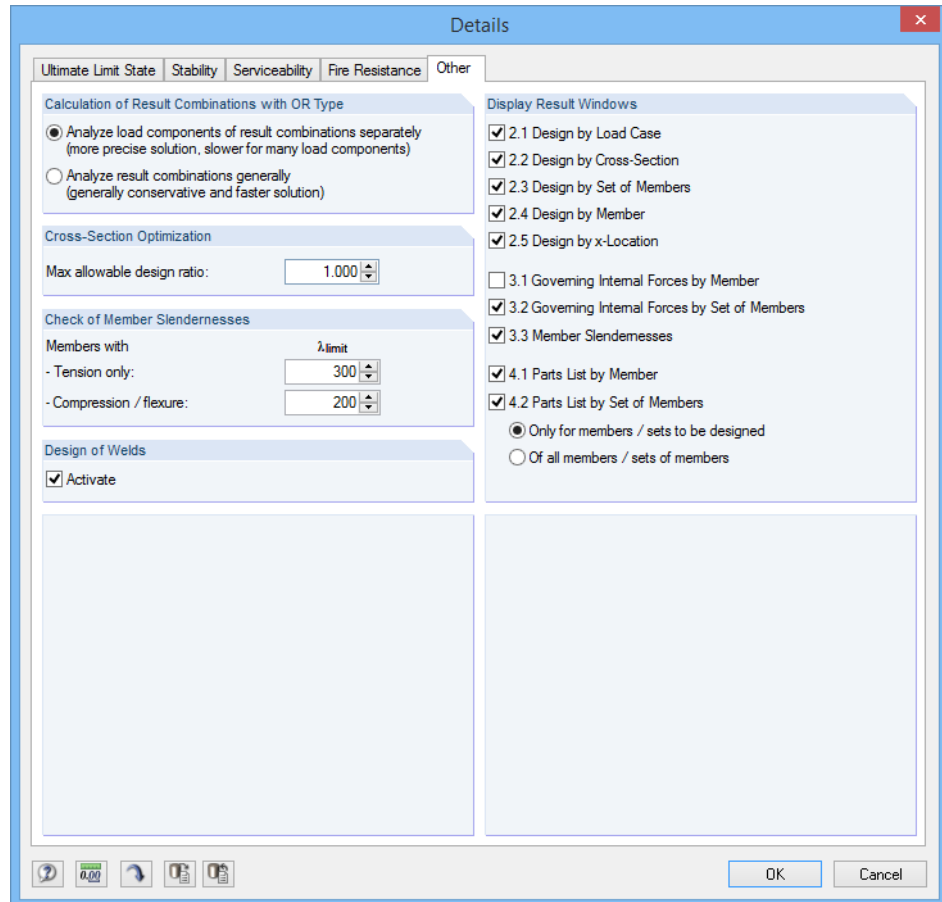 Details
Ultimate Limit State
Stability
Serviceability
Fire Resistance
Other
Calculation of Result Combinations with OR Type
Analyze load components of result combinations separately
(more precise solution, slower for many load components)
Analyze result combinations generally
(generally conservative and faster solution)
Cross-Section Optimization
Max allowable design ratio: 1.000
Check of Member Slendernesses
Members with λlimit
- Tension only: 300
- Compression / flexure: 200
Design of Welds
Activate
Display Result Windows
2.1 Design by Load Case
2.2 Design by Cross-Section
2.3 Design by Set of Members
2.4 Design by Member
2.5 Design by x-Location
3.1 Governing Internal Forces by Member
3.2 Governing Internal Forces by Set of Members
3.3 Member Slendernesses
4.1 Parts List by Member
4.2 Parts List by Set of Members
Only for members / sets to be designed
Of all members / sets of members
0.00
OK
Cancel